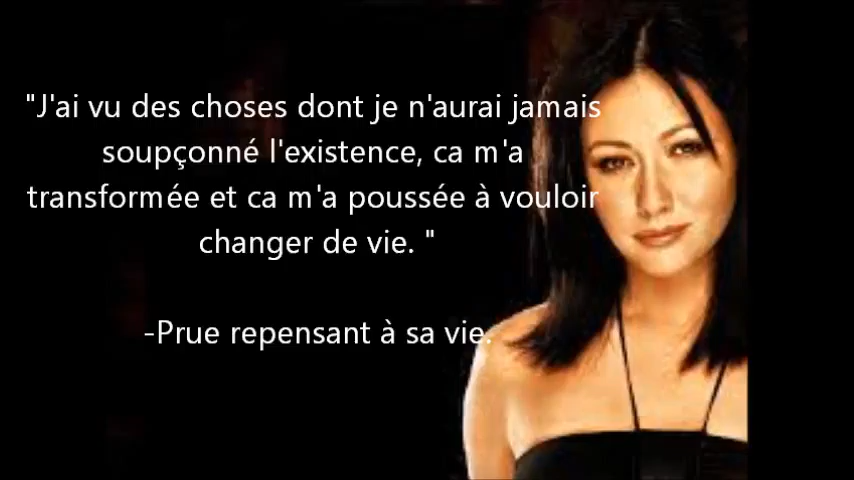 "J'ai vu des choses dont je n'aurai jamais
soupçonné l'existence, ca m'a
transformée et ca m'a poussée à vouloir
changer de vie. "
-Prue repensant à sa vie.